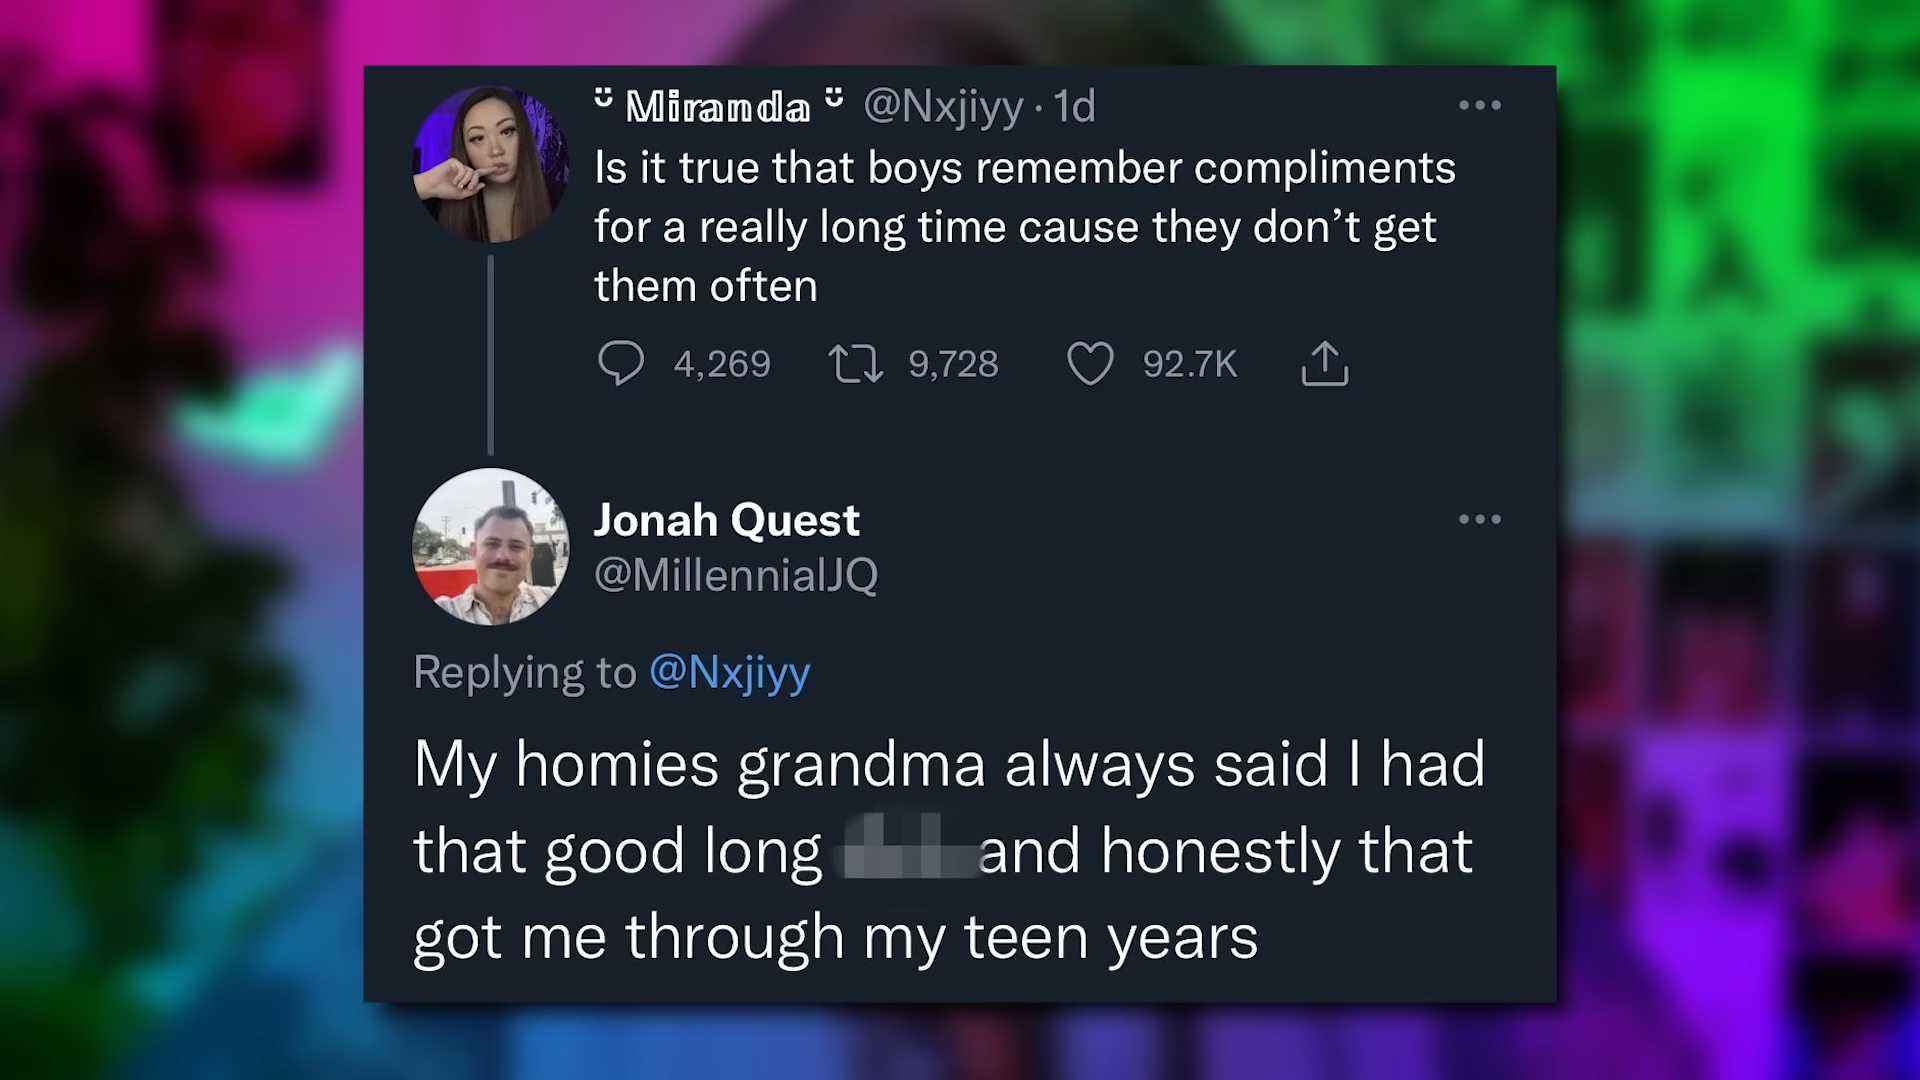 Miranda @Nxjiyy · 1d
Is it true that boys remember compliments
for a really long time cause they don’t get
them often
4,269 9,728 92.7K
Jonah Quest
@MillennialJQ
Replying to @Nxjiyy
My homies grandma always said I had
that good long and honestly that
got me through my teen years